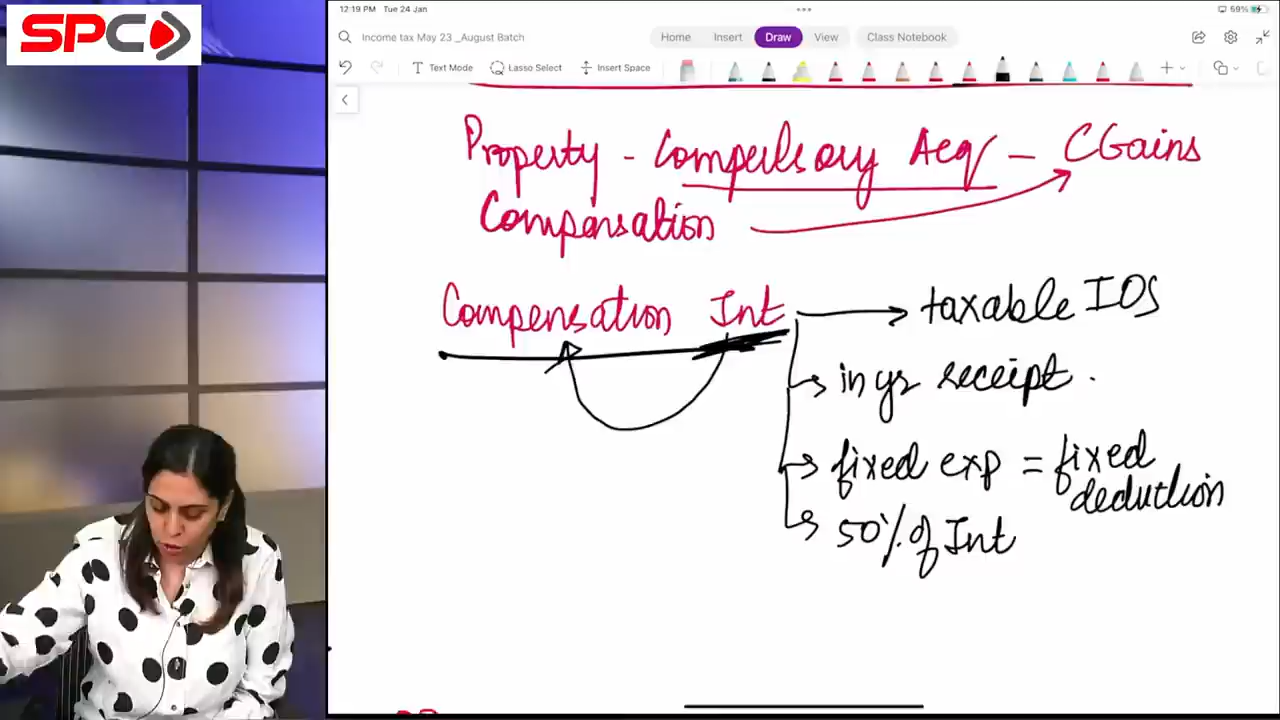 SPC
12:19 PM Tue 24 Jan
59%
Income tax May 23 _August Batch
Home Insert Draw View Class Notebook
Text Mode Lasso Select Insert Space
Property - Compulsory Acq - CGains
Compensation
Compensation Int → taxable IOS
in yr receipt.
fixed exp = fixed
deduction
50% of Int